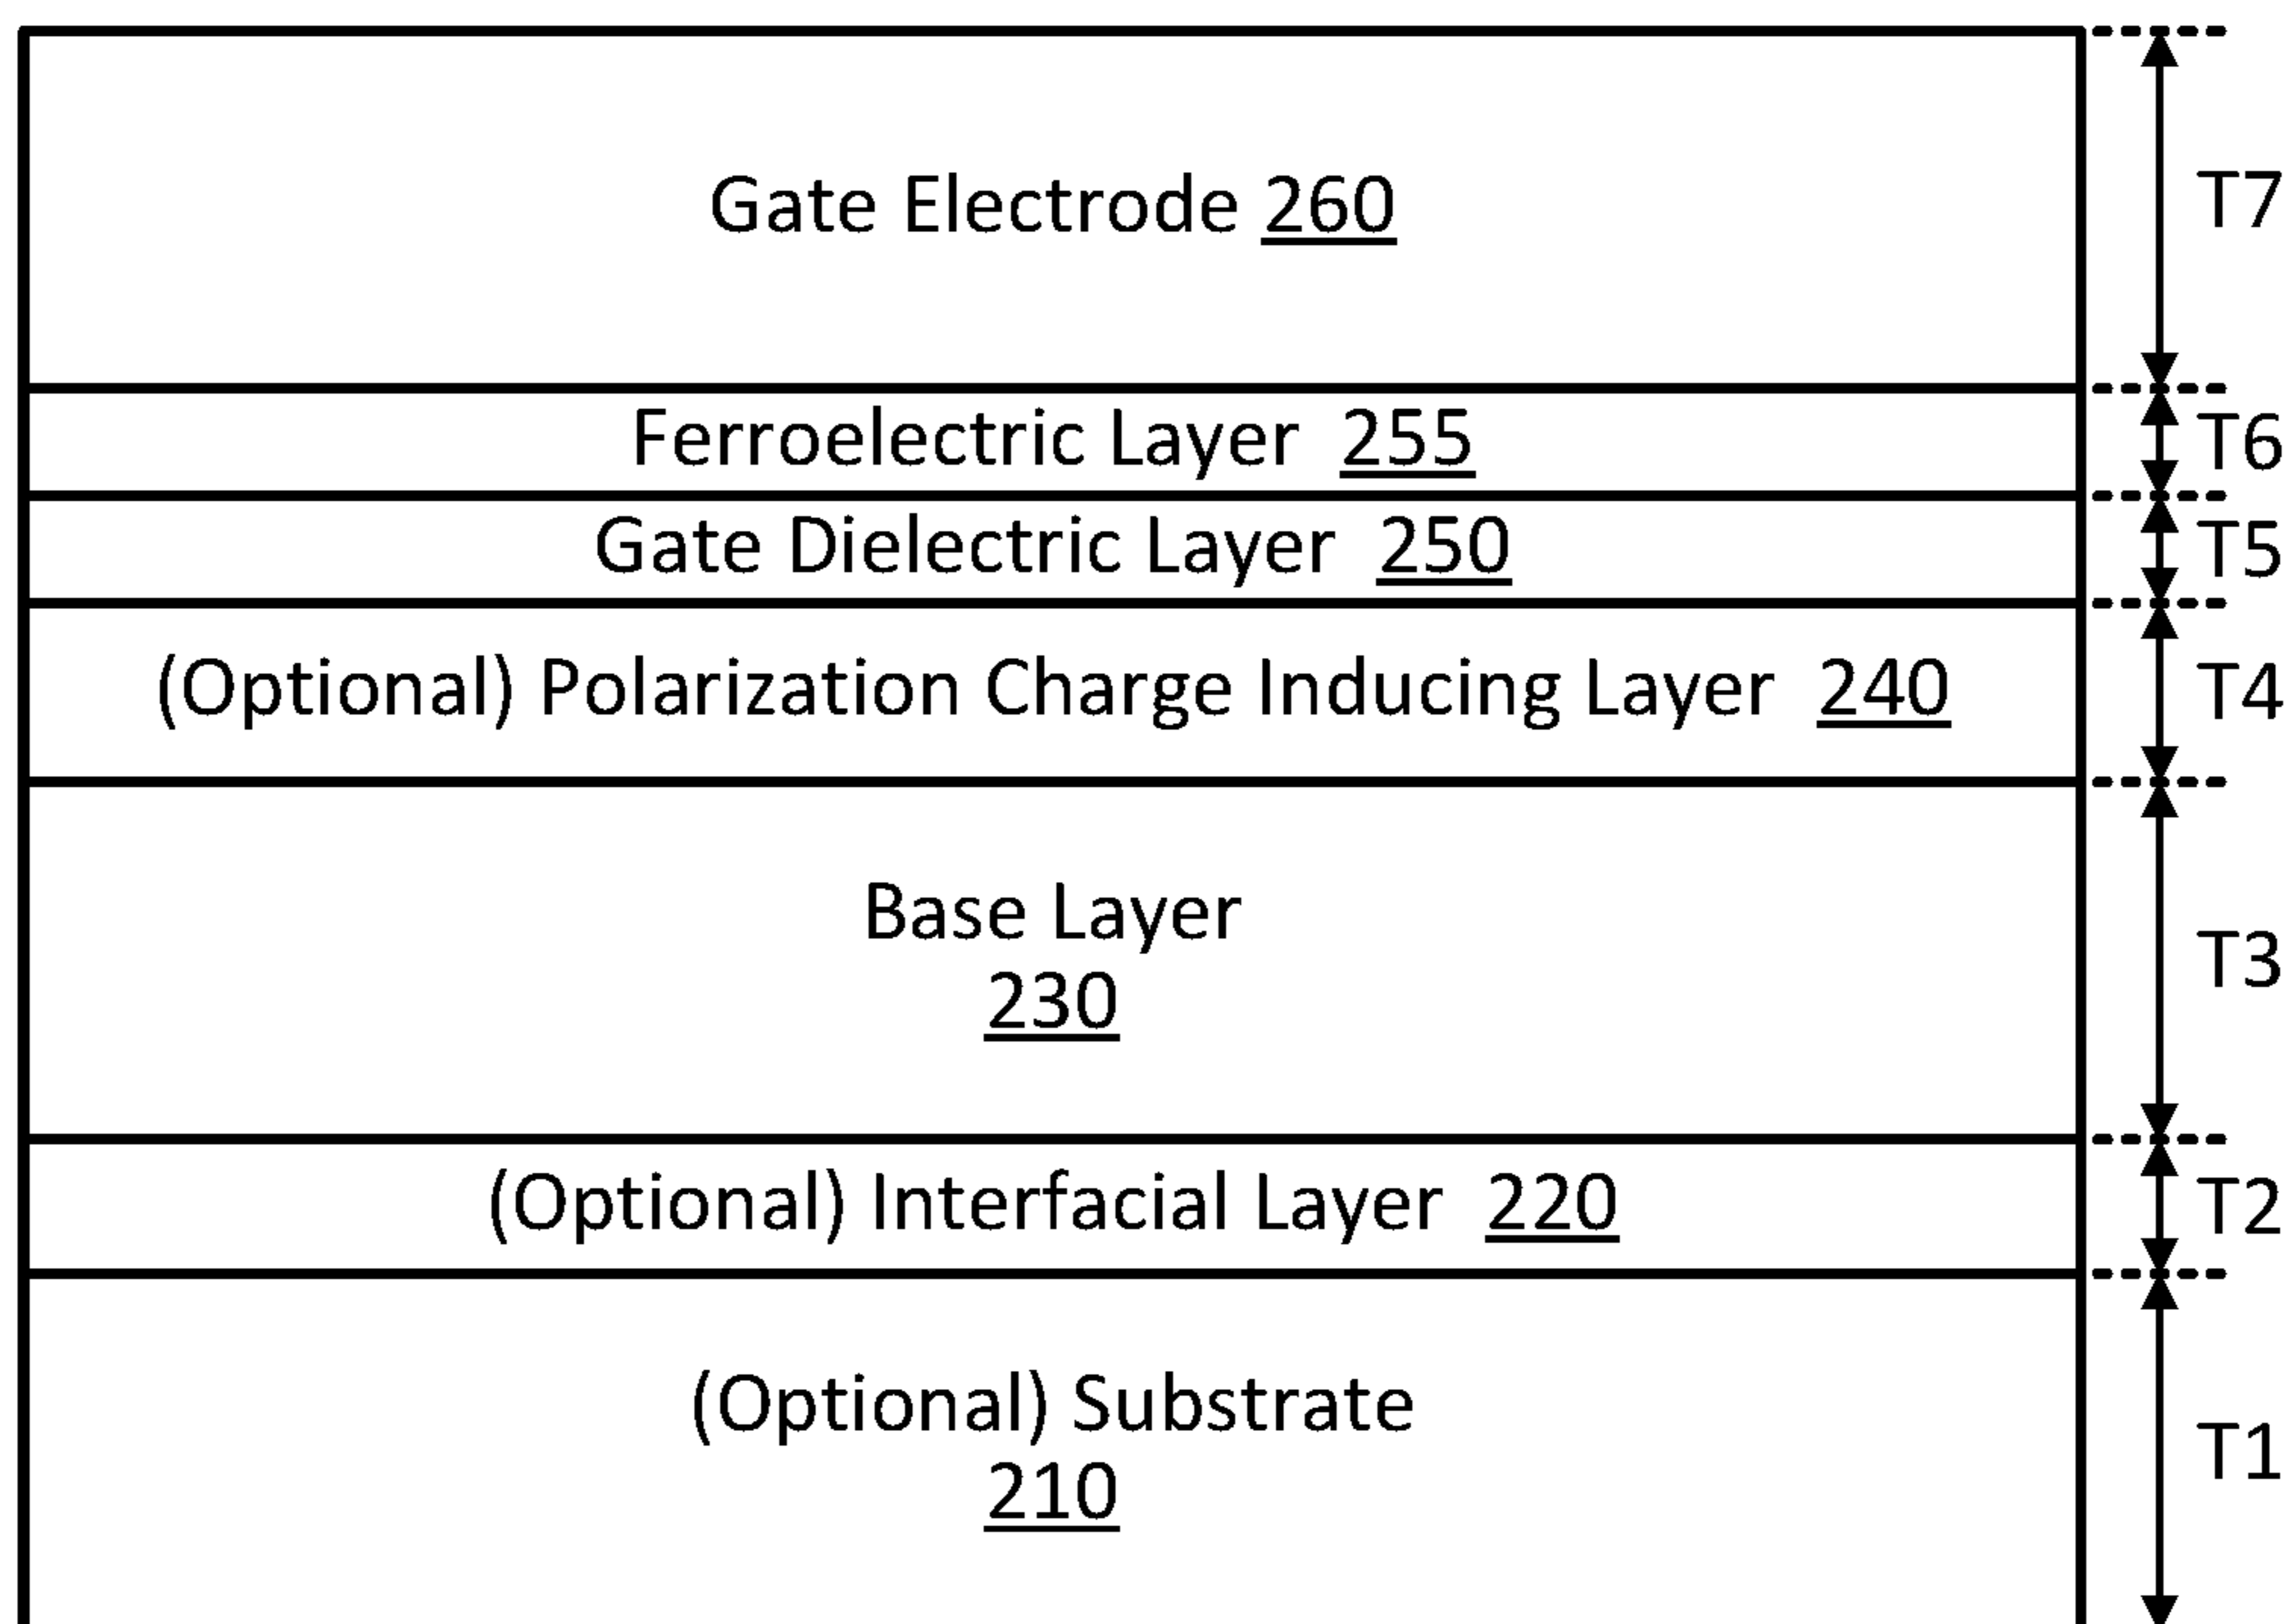 Gate Electrode 260
T7
Ferroelectric Layer 255
T6
Gate Dielectric Layer 250
T5
(Optional) Polarization Charge Inducing Layer 240
T4
Base Layer
230
T3
(Optional) Interfacial Layer 220
T2
(Optional) Substrate
210
T1